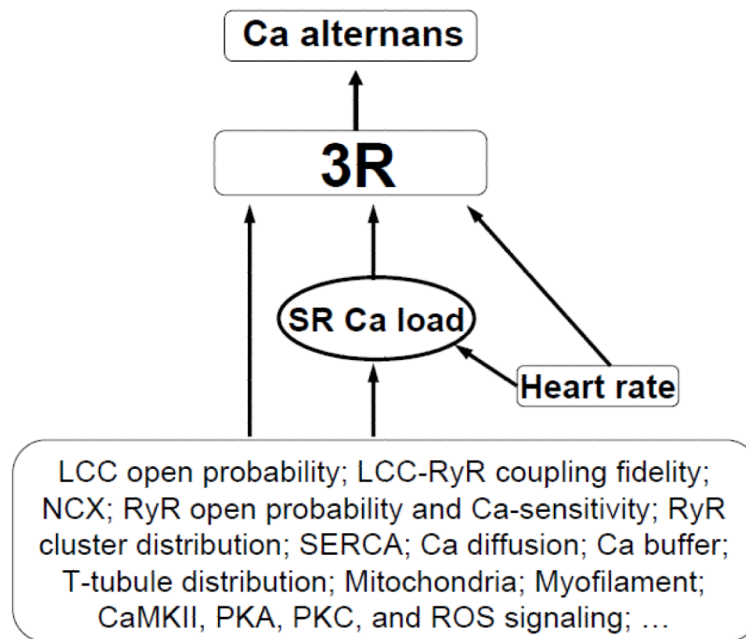 Ca alternans
3R
SR Ca load
Heart rate
LCC open probability; LCC-RyR coupling fidelity;
NCX; RyR open probability and Ca-sensitivity; RyR
cluster distribution; SERCA; Ca diffusion; Ca buffer;
T-tubule distribution; Mitochondria; Myofilament;
CaMKII, PKA, PKC, and ROS signaling; …